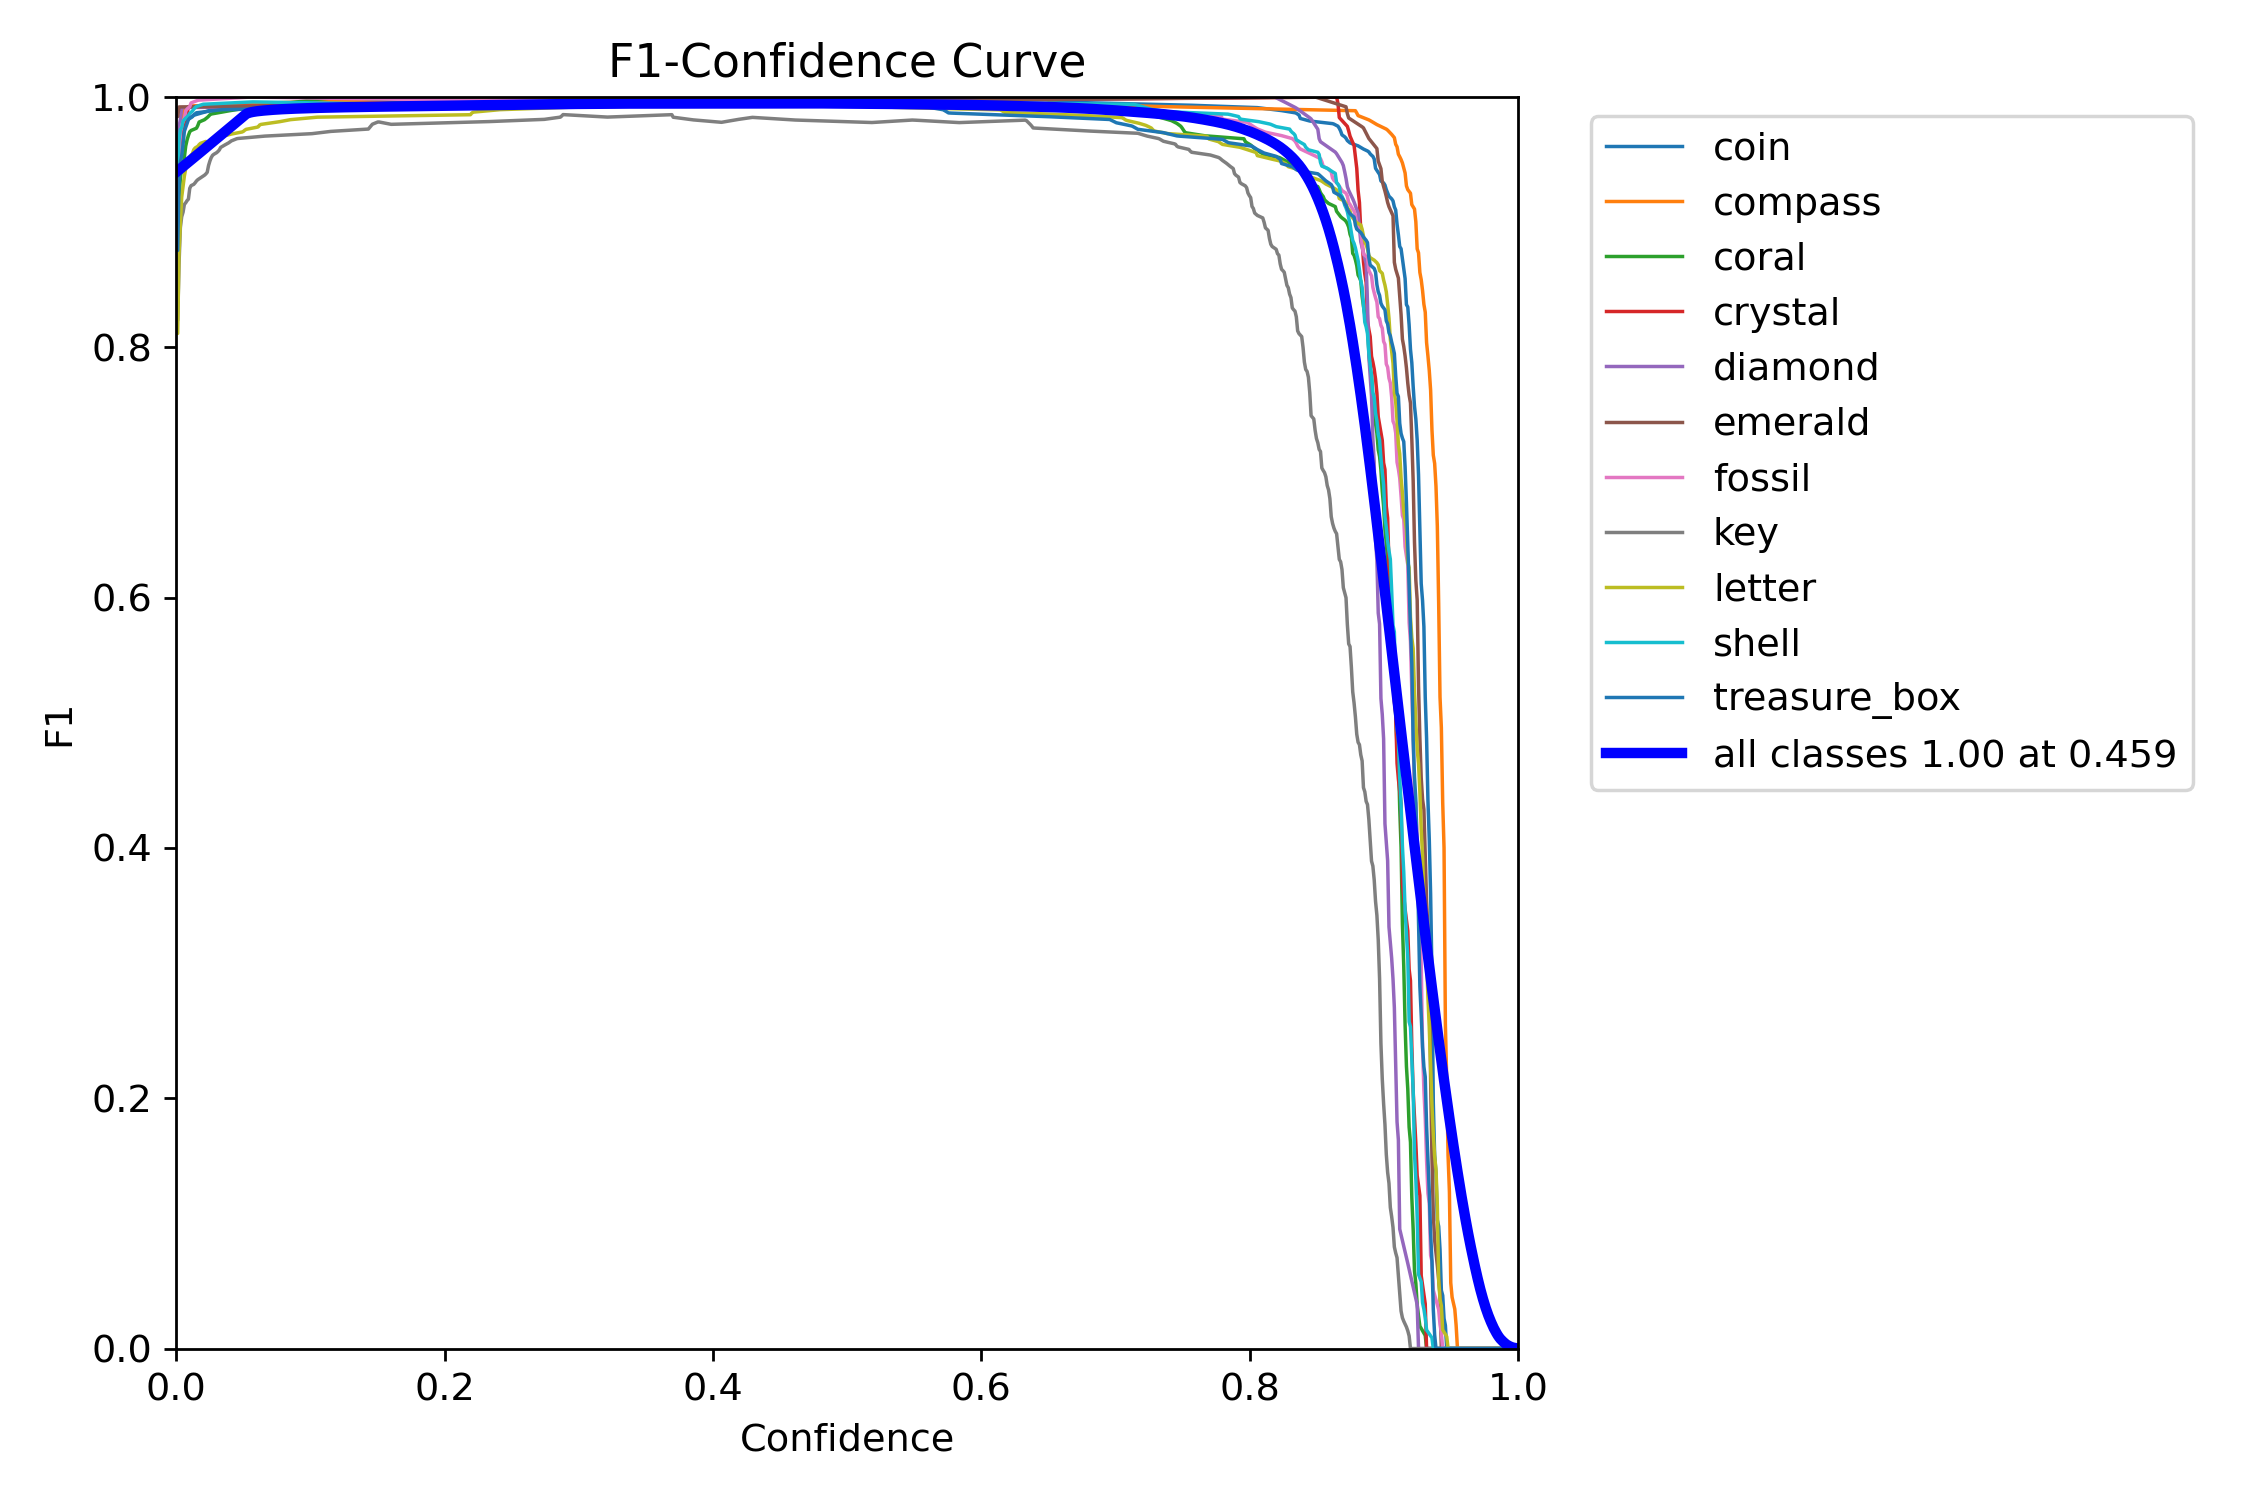 F1-Confidence Curve
1.0
0.8
0.6
0.4
0.2
0.0
F1
0.0 0.2 0.4 0.6 0.8 1.0
Confidence
coin
compass
coral
crystal
diamond
emerald
fossil
key
letter
shell
treasure_box
all classes 1.00 at 0.459